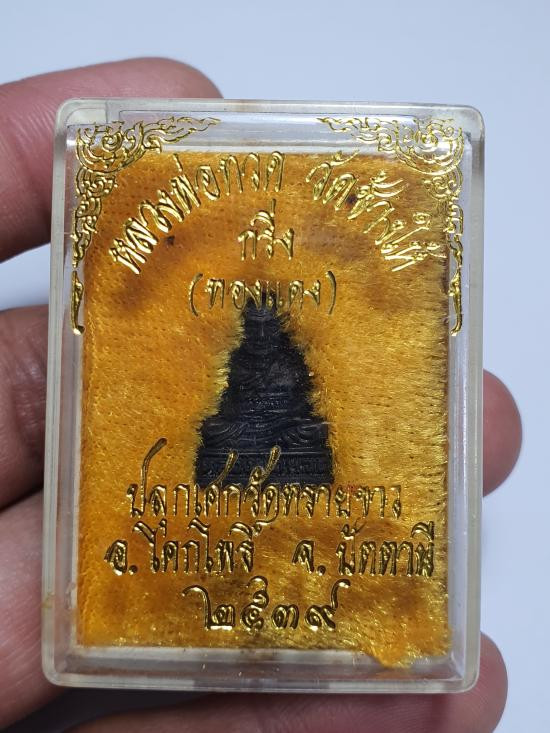 หลวงพ่อทวด วัดช้างให้
กริ่ง
(ทองแดง)
ปลุกเศกวัดทรายขาว
อ.โคกโพธิ์ จ.ปัตตานี
๒๕๓๙